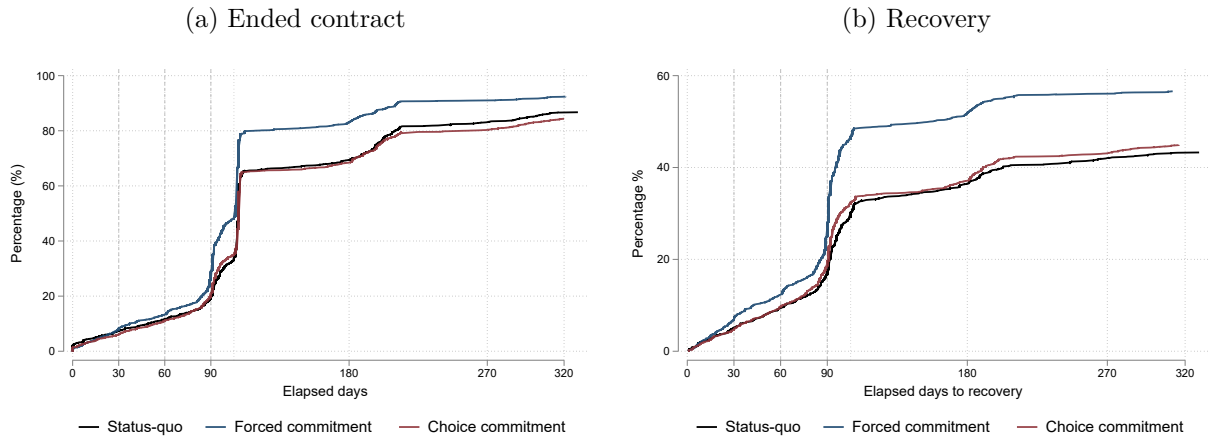 (a) Ended contract
100
80
60
40
20
0
Percentage (%)
0 30 60 90 180 270 320
Elapsed days
Status-quo Forced commitment Choice commitment
(b) Recovery
60
40
20
0
Percentage %
0 30 60 90 180 270 320
Elapsed days to recovery
Status-quo Forced commitment Choice commitment